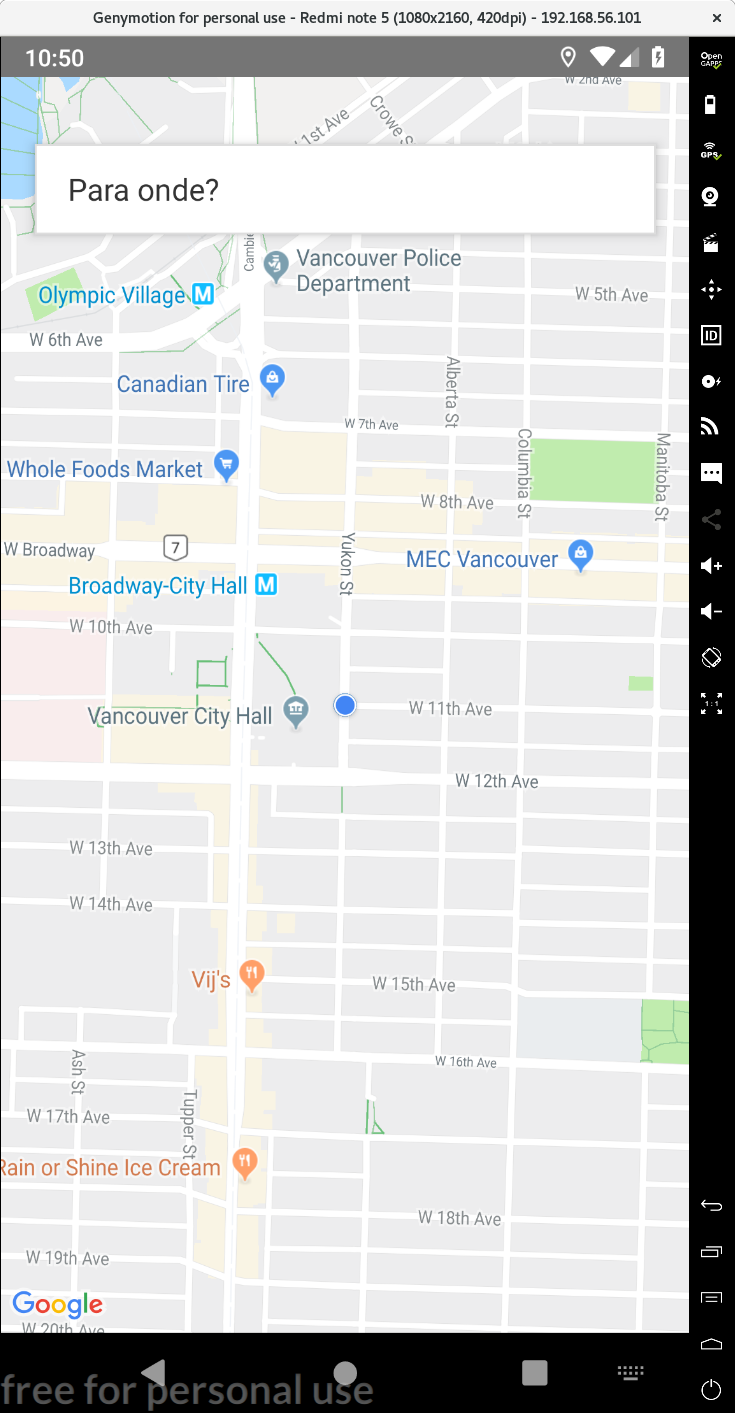 Genymotion for personal use - Redmi note 5 (1080x2160, 420dpi) - 192.168.56.101
10:50
Open GAPPS
W 2nd Ave
1st Ave
Crowe S
Para onde?
GPS
Cambie
Vancouver Police
Department
Olympic Village M
W 5th Ave
W 6th Ave
ID
Canadian Tire
Alberta St
W 7th Ave
Columbia St
Manitoba St
Whole Foods Market
W 8th Ave
W Broadway
7
Yukon St
MEC Vancouver
Broadway-City Hall M
W 10th Ave
Vancouver City Hall
W 11th Ave
1:1
W 12th Ave
W 13th Ave
W 14th Ave
Vij's
W 15th Ave
W 16th Ave
Ash St
Tupper St
W 17th Ave
Rain or Shine Ice Cream
W 18th Ave
W 19th Ave
Google
W 20th Ave
free for personal use